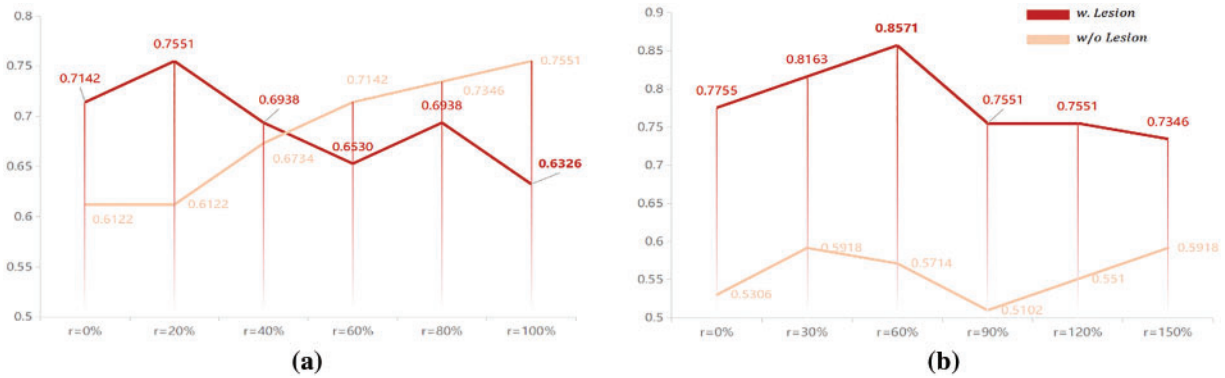 0.8
0.75
0.7
0.65
0.6
0.55
0.5
0.7142
0.7551
0.6938
0.6530
0.6938
0.6326
0.6122
0.6122
0.6734
0.7142
0.7346
0.7551
r=0%
r=20%
r=40%
r=60%
r=80%
r=100%
(a)
0.9
0.85
0.8
0.75
0.7
0.65
0.6
0.55
0.5
w. Lesion
w/o Lesion
0.7755
0.8163
0.8571
0.7551
0.7551
0.7346
0.5306
0.5918
0.5714
0.5102
0.551
0.5918
r=0%
r=30%
r=60%
r=90%
r=120%
r=150%
(b)